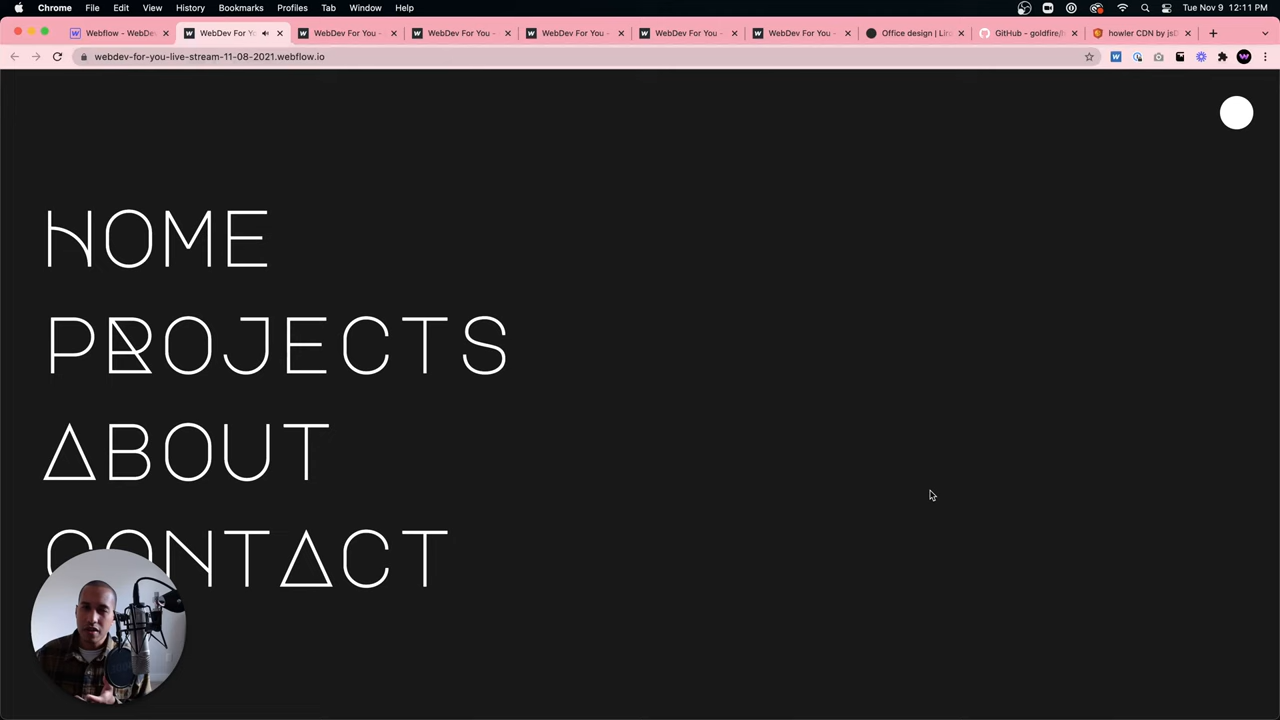 Chrome File Edit View History Bookmarks Profiles Tab Window Help Tue Nov 9 12:11 PM
Webflow - WebDev WebDev For Yo WebDev For You - WebDev For You - WebDev For You - WebDev For You - WebDev For You - Office design | Lin GitHub - goldfire/h howler CDN by jsD
webdev-for-you-live-stream-11-08-2021.webflow.io
HOME
PROJECTS
ABOUT
CONTACT